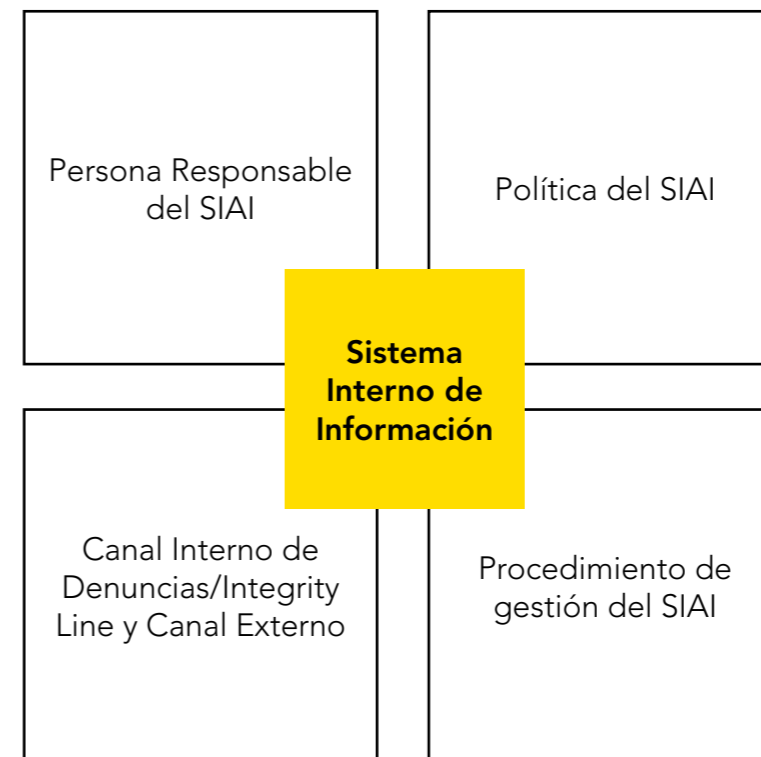 Persona Responsable
del SIAI
Política del SIAI
Sistema
Interno de
Información
Canal Interno de
Denuncias/Integrity
Line y Canal Externo
Procedimiento de
gestión del SIAI